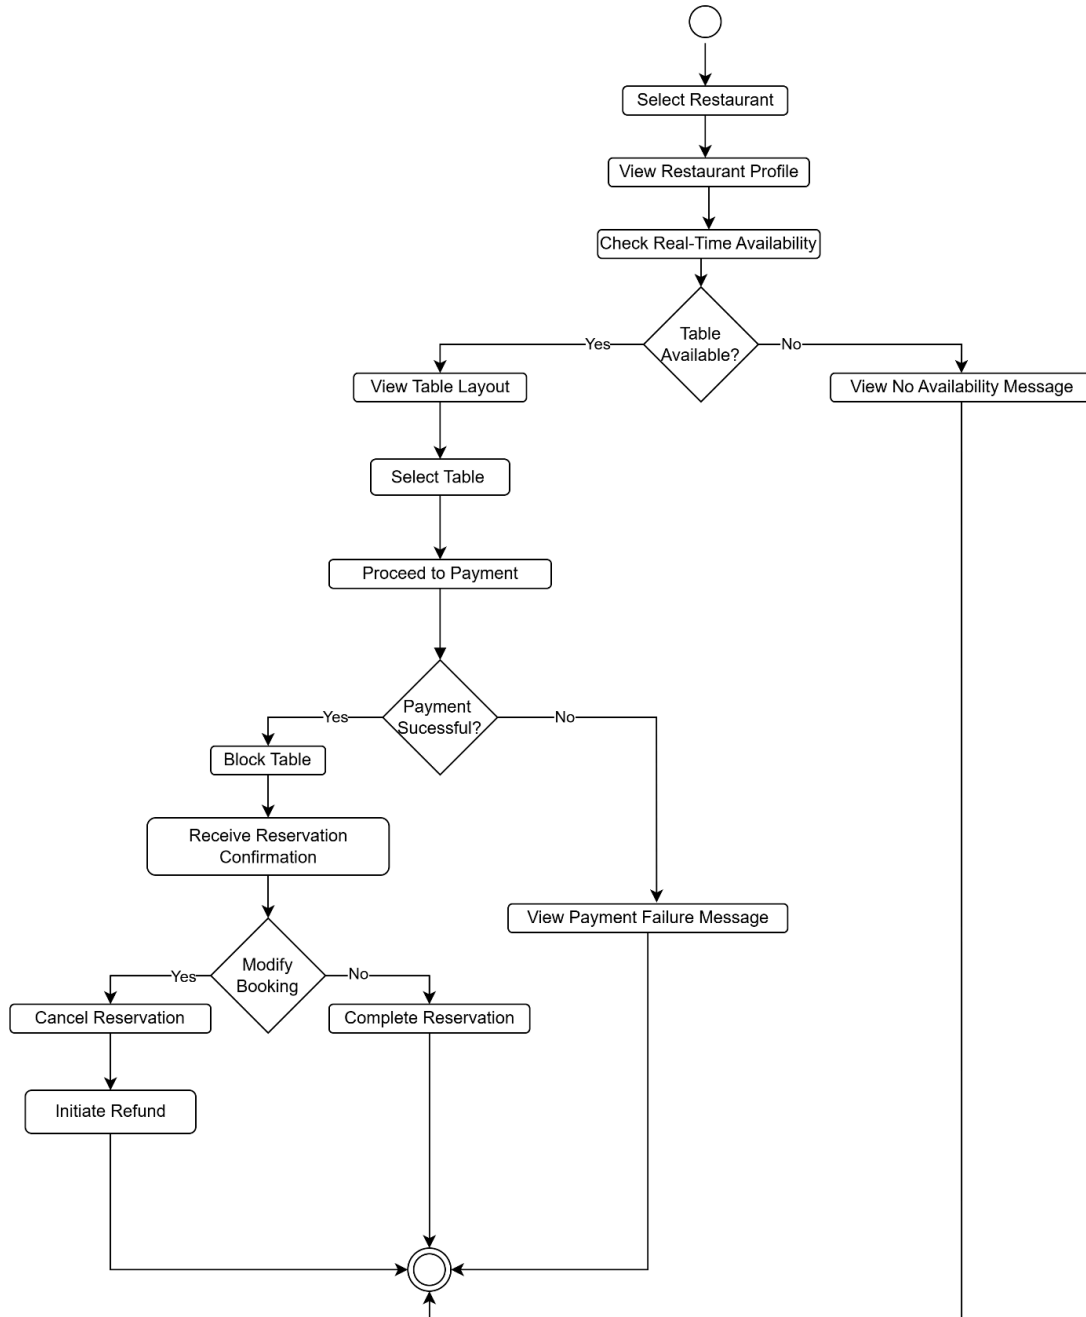 Select Restaurant
View Restaurant Profile
Check Real-Time Availability
Table
Available?
Yes
No
View Table Layout
View No Availability Message
Select Table
Proceed to Payment
Payment
Sucessful?
Yes
No
Block Table
Receive Reservation
Confirmation
View Payment Failure Message
Modify
Booking
Yes
No
Cancel Reservation
Complete Reservation
Initiate Refund